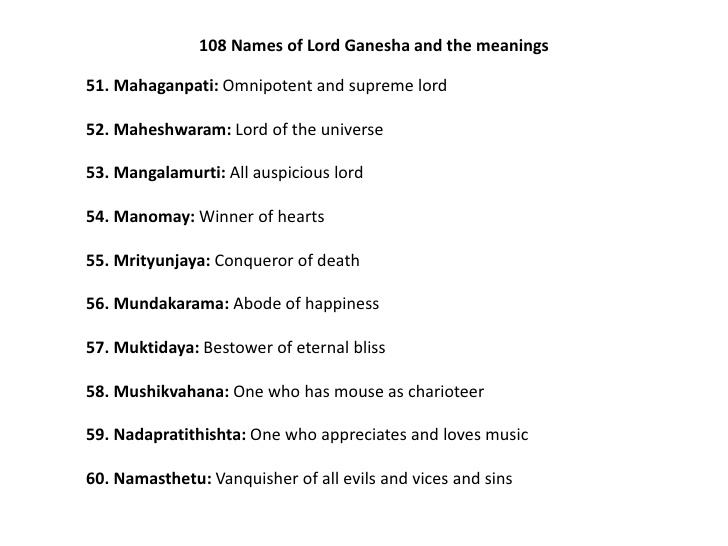 108 Names of Lord Ganesha and the meanings
51. Mahaganpati: Omnipotent and supreme lord
52. Maheshwaram: Lord of the universe
53. Mangalamurti: All auspicious lord
54. Manomay: Winner of hearts
55. Mrityunjaya: Conqueror of death
56. Mundakarama: Abode of happiness
57. Muktidaya: Bestower of eternal bliss
58. Mushikvahana: One who has mouse as charioteer
59. Nadapratithishta: One who appreciates and loves music
60. Namasthetu: Vanquisher of all evils and vices and sins